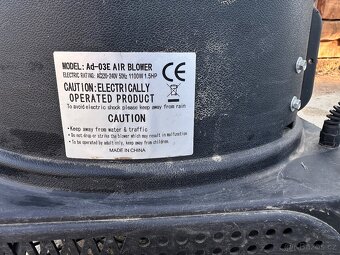 MODEL: Ad-03E AIR BLOWER
ELECTRIC RATING: AC220-240V 50Hz 1100W 1.5HP
CE
CAUTION:ELECTRICALLY
OPERATED PRODUCT
To avoid electric shock please keep away from rain
CAUTION
• Keep away from water & traffic
• Do not drop or strike the blower which may result in malfunction
• To be operated by adult only, keep away from children
MADE IN CHINA